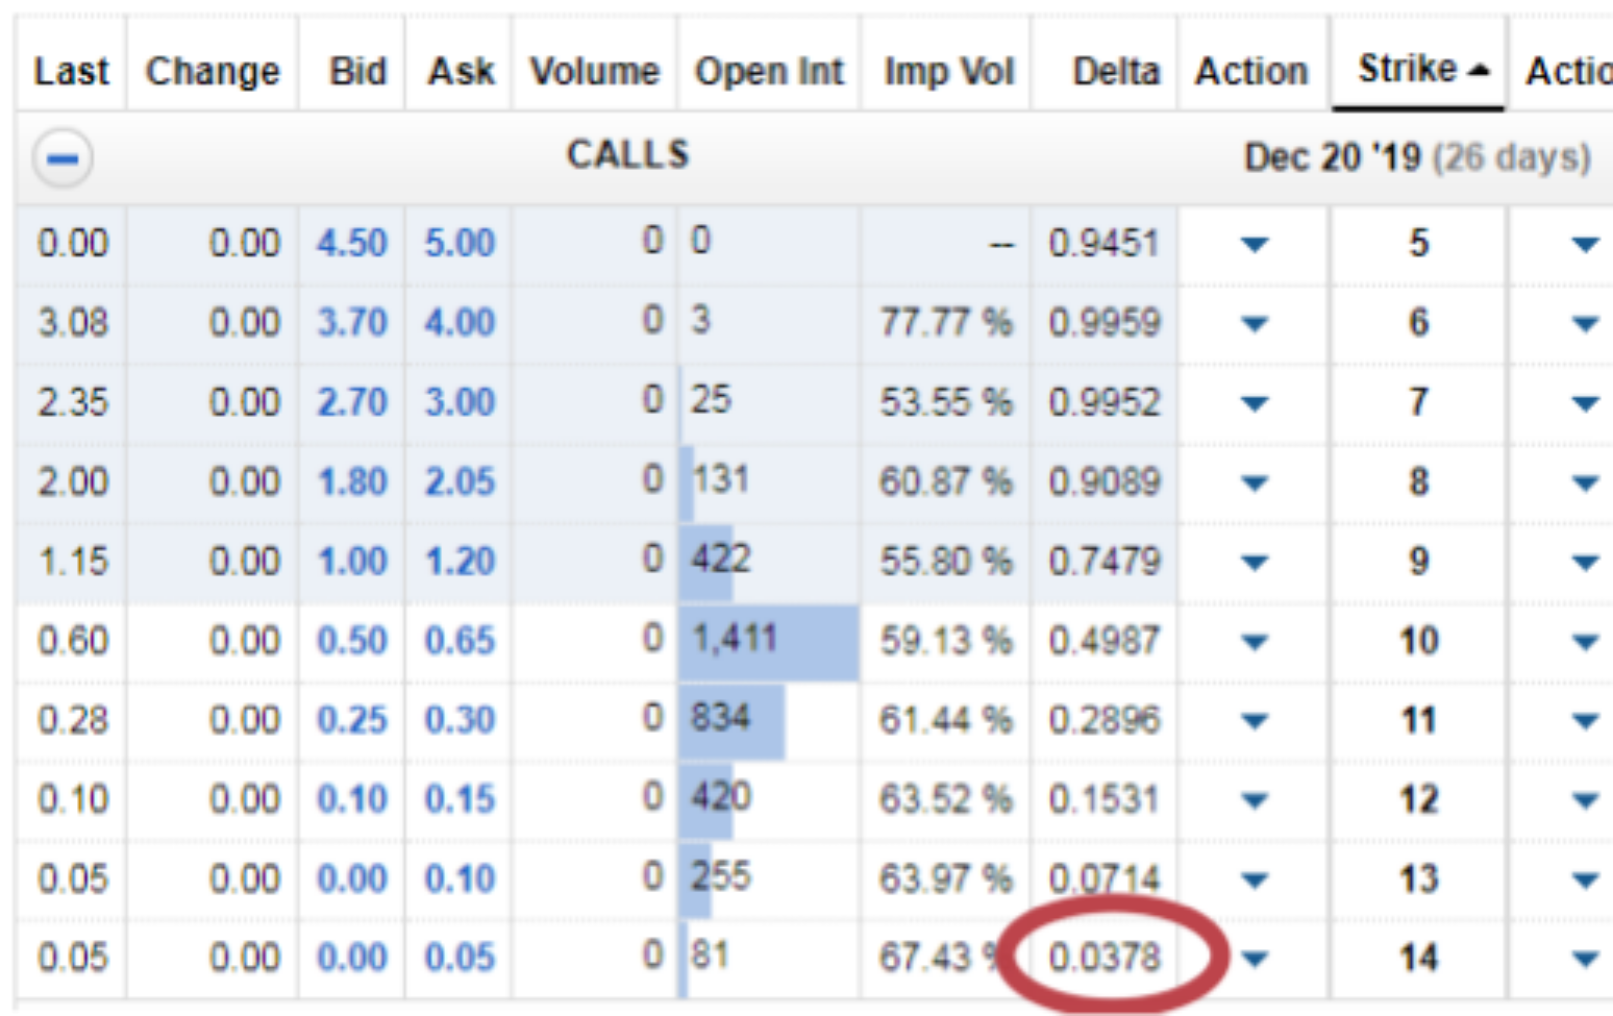 Last Change Bid Ask Volume Open Int Imp Vol Delta Action Strike Actio
CALLS Dec 20 '19 (26 days)
0.00 0.00 4.50 5.00 0 0 -- 0.9451 5
3.08 0.00 3.70 4.00 0 3 77.77 % 0.9959 6
2.35 0.00 2.70 3.00 0 25 53.55 % 0.9952 7
2.00 0.00 1.80 2.05 0 131 60.87 % 0.9089 8
1.15 0.00 1.00 1.20 0 422 55.80 % 0.7479 9
0.60 0.00 0.50 0.65 0 1,411 59.13 % 0.4987 10
0.28 0.00 0.25 0.30 0 834 61.44 % 0.2896 11
0.10 0.00 0.10 0.15 0 420 63.52 % 0.1531 12
0.05 0.00 0.00 0.10 0 255 63.97 % 0.0714 13
0.05 0.00 0.00 0.05 0 81 67.43 % 0.0378 14